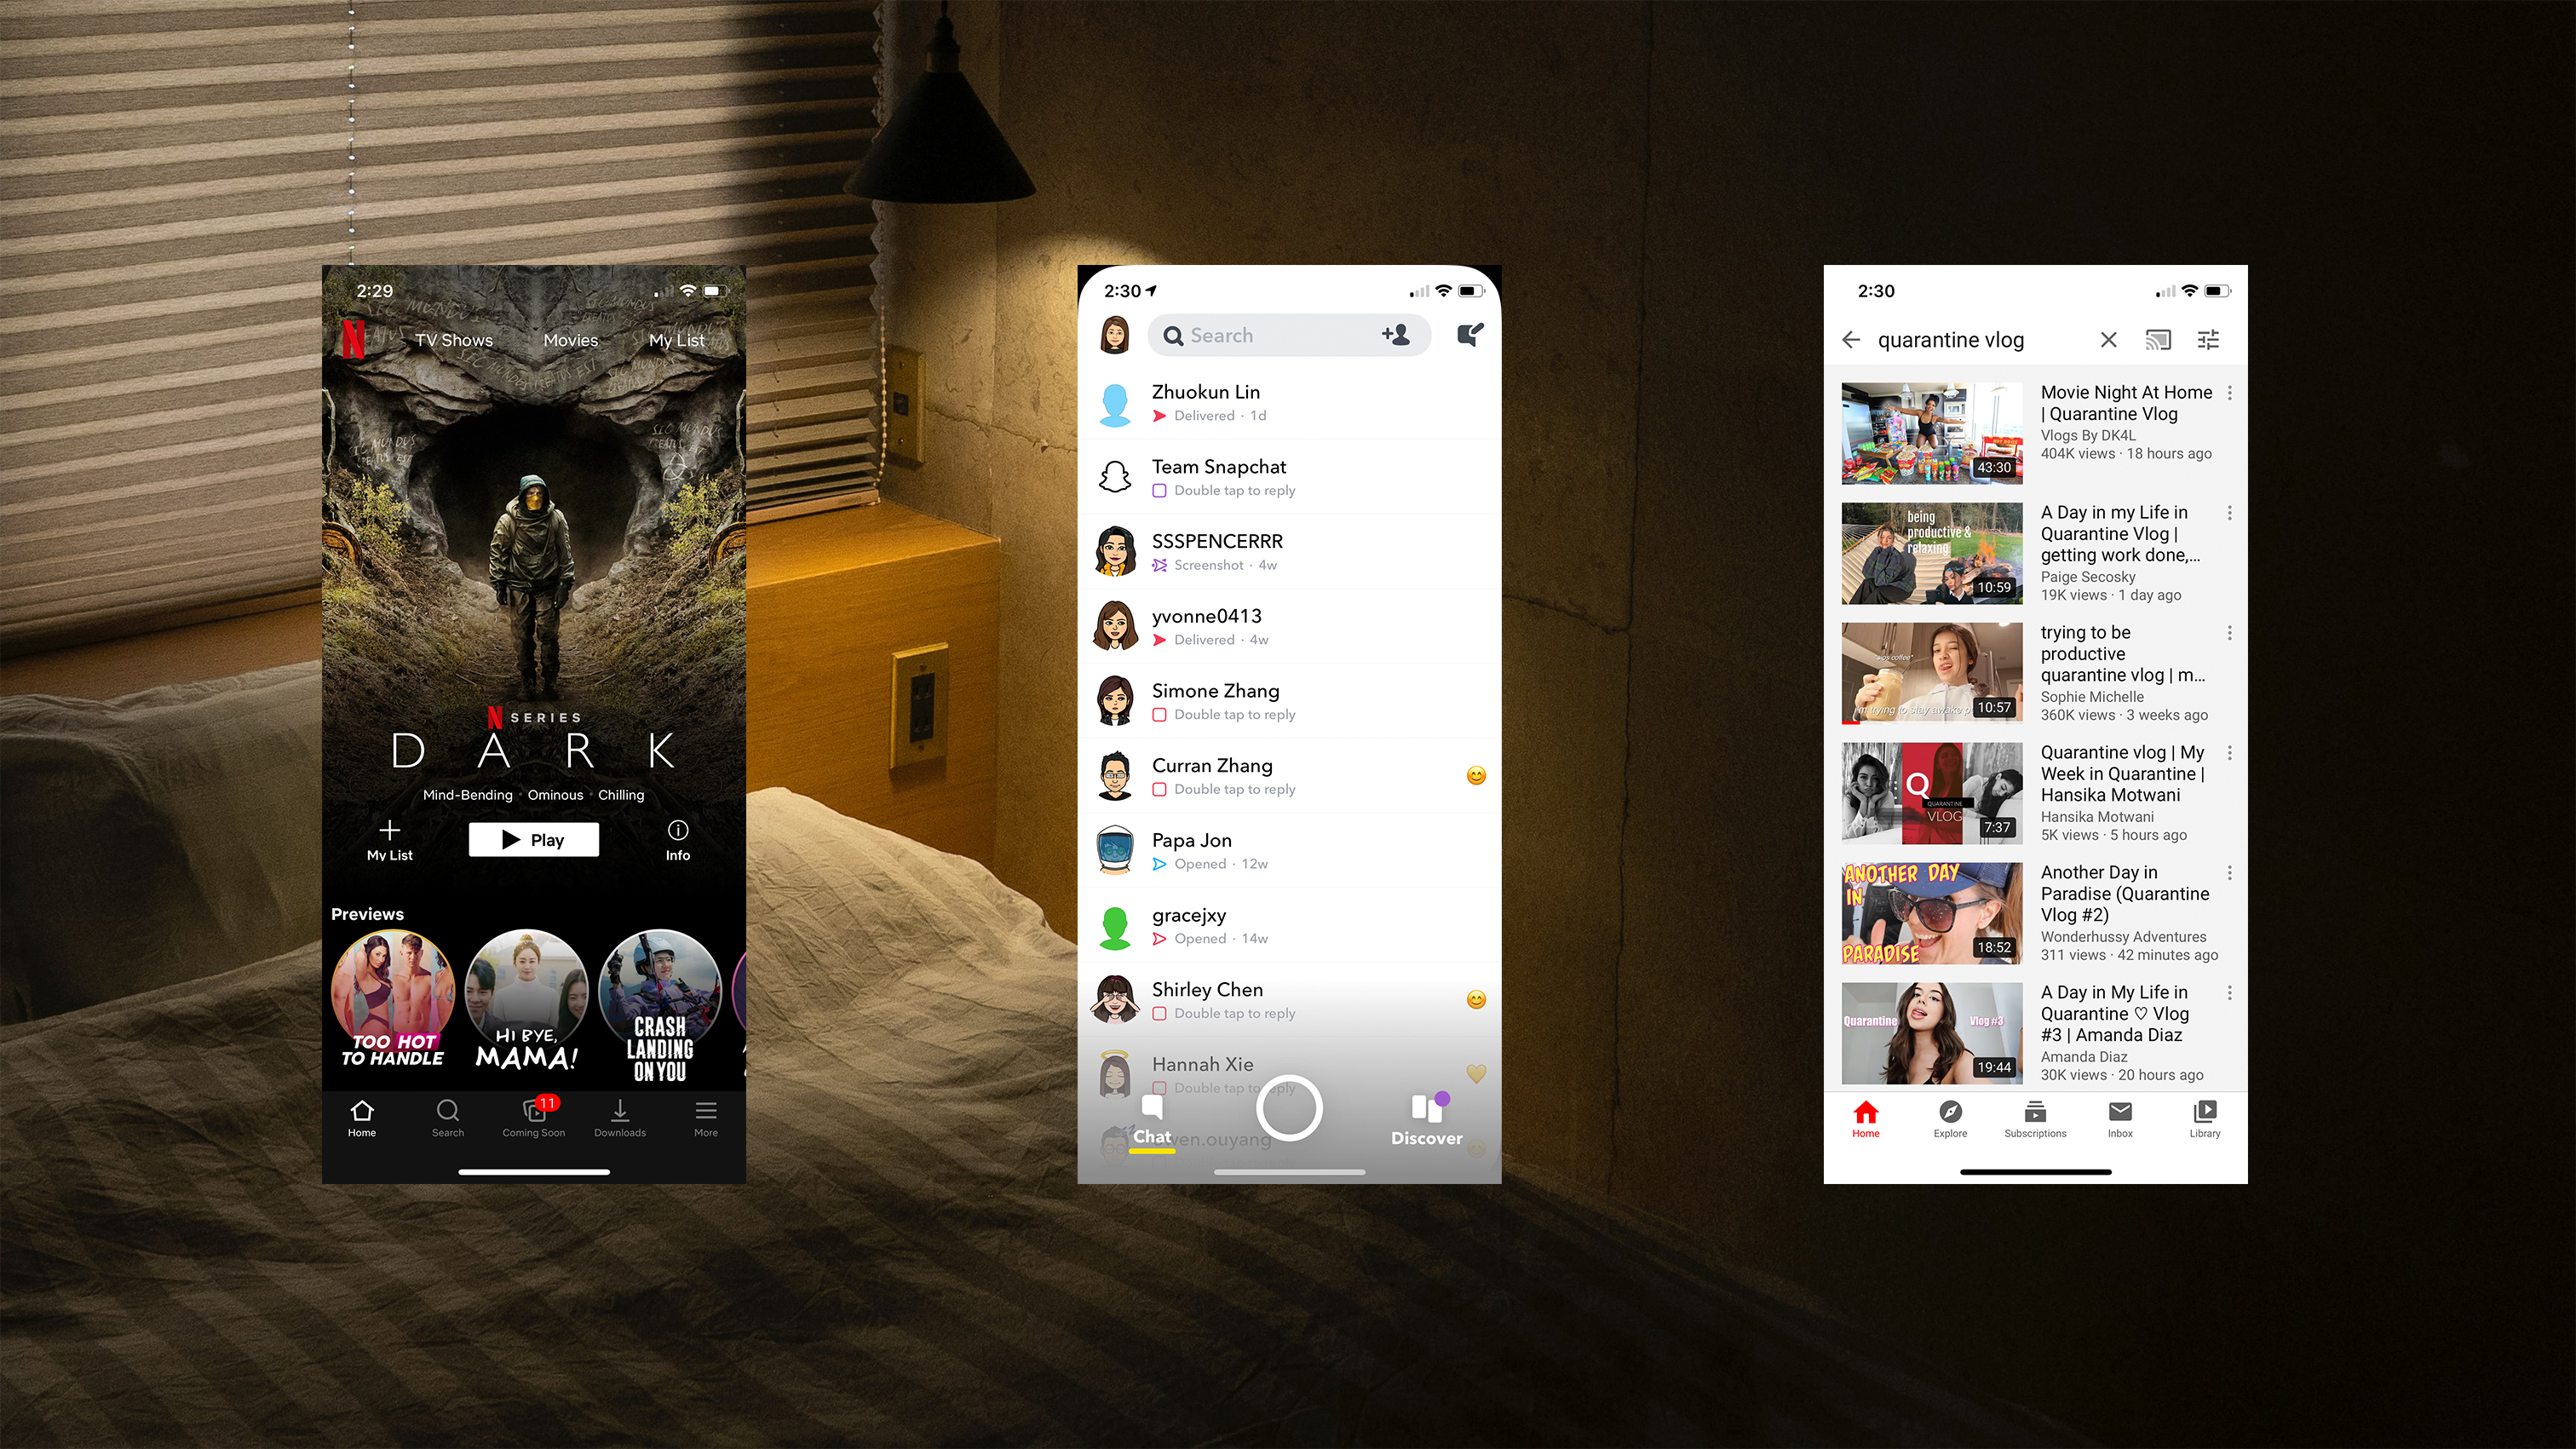 2:29
TV Shows
Movies
My List
SIC MUNDUS
CREATUS EST
N SERIES
DARK
Mind-Bending • Ominous • Chilling
My List
Play
Info
Previews
TOO HOT
TO HANDLE
HI BYE,
MAMA!
CRASH
LANDING
ON YOU
Home
Search
11
Coming Soon
Downloads
More
2:30
Search
Zhuokun Lin
Delivered · 1d
Team Snapchat
Double tap to reply
SSSPENCERRR
Screenshot · 4w
yvonne0413
Delivered · 4w
Simone Zhang
Double tap to reply
Curran Zhang
Double tap to reply
Papa Jon
Opened · 12w
gracejxy
Opened · 14w
Shirley Chen
Double tap to reply
Hannah Xie
Double tap to reply
wen.ouyang
Chat
Discover
2:30
quarantine vlog
43:30
Movie Night At Home
| Quarantine Vlog
Vlogs By DK4L
404K views · 18 hours ago
being
productive &
relaxing
10:59
A Day in my Life in
Quarantine Vlog |
getting work done,...
Paige Secosky
19K views · 1 day ago
i'm trying to stay awake
10:57
trying to be
productive
quarantine vlog | m...
Sophie Michelle
360K views · 3 weeks ago
Q
QUARANTINE
VLOG
7:37
Quarantine vlog | My
Week in Quarantine |
Hansika Motwani
Hansika Motwani
5K views · 5 hours ago
ANOTHER DAY
IN
PARADISE
18:52
Another Day in
Paradise (Quarantine
Vlog #2)
Wonderhussy Adventures
311 views · 42 minutes ago
Quarantine
Vlog #3
19:44
A Day in My Life in
Quarantine ♡ Vlog
#3 | Amanda Diaz
Amanda Diaz
30K views · 20 hours ago
Home
Explore
Subscriptions
Inbox
Library